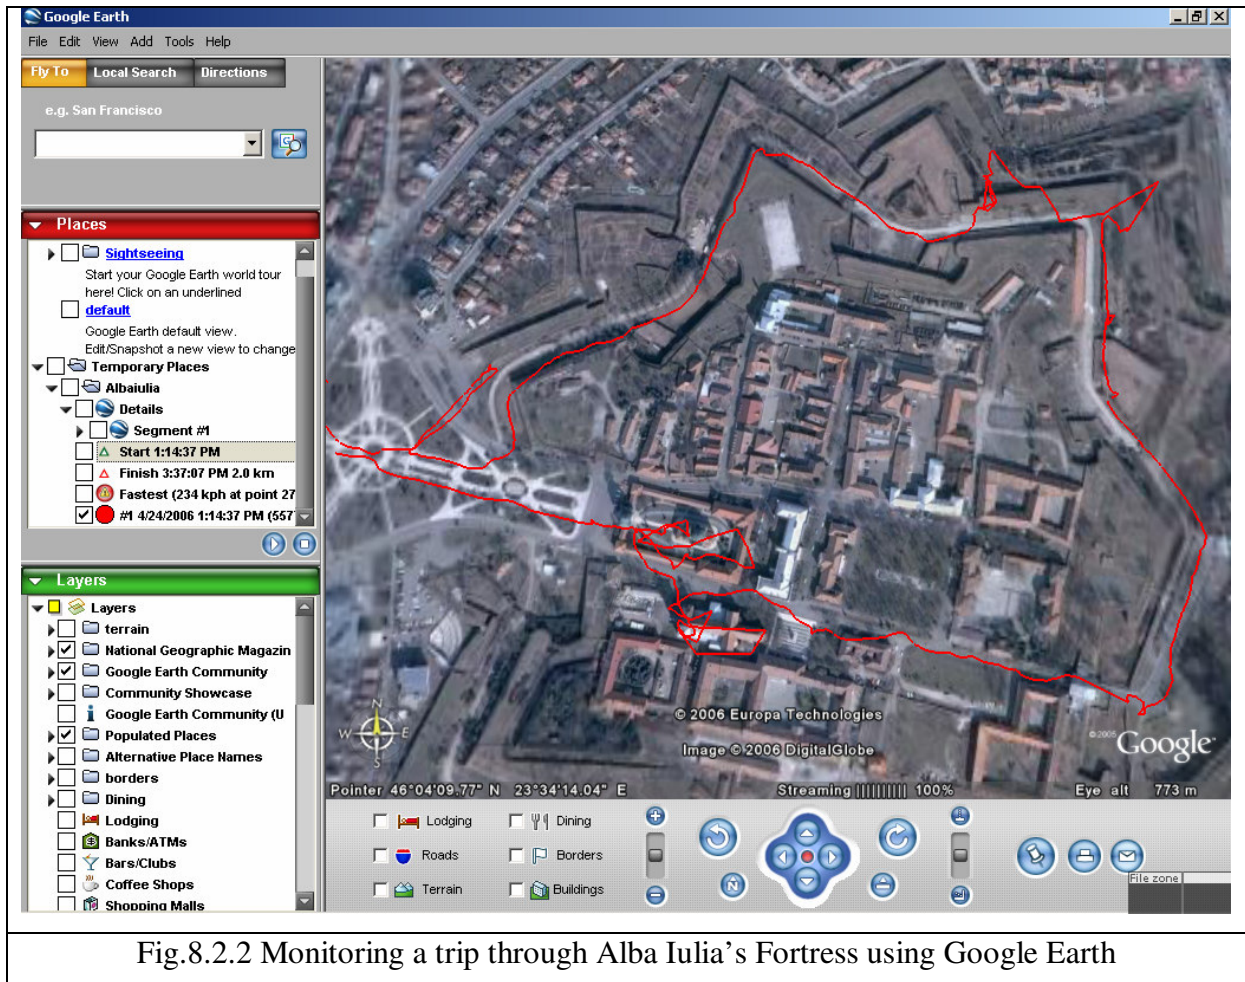 Google Earth
File Edit View Add Tools Help
Fly To Local Search Directions
e.g. San Francisco
Places
Sightseeing
Start your Google Earth world tour
here! Click on an underlined
default
Google Earth default view.
Edit/Snapshot a new view to change
Temporary Places
Albaiulia
Details
Segment #1
Start 1:14:37 PM
Finish 3:37:07 PM 2.0 km
Fastest (234 kph at point 27
#1 4/24/2006 1:14:37 PM (557
Layers
Layers
terrain
National Geographic Magazin
Google Earth Community
Community Showcase
Google Earth Community (U
Populated Places
Alternative Place Names
borders
Dining
Lodging
Banks/ATMs
Bars/Clubs
Coffee Shops
Shopping Malls
N
W E
S
© 2006 Europa Technologies
Image © 2006 DigitalGlobe
© 2005 Google
Pointer 46°04'09.77" N 23°34'14.04" E Streaming |||||||||| 100% Eye alt 773 m
Lodging Dining
Roads Borders
Terrain Buildings
N
File zone
Fig.8.2.2 Monitoring a trip through Alba Iulia's Fortress using Google Earth